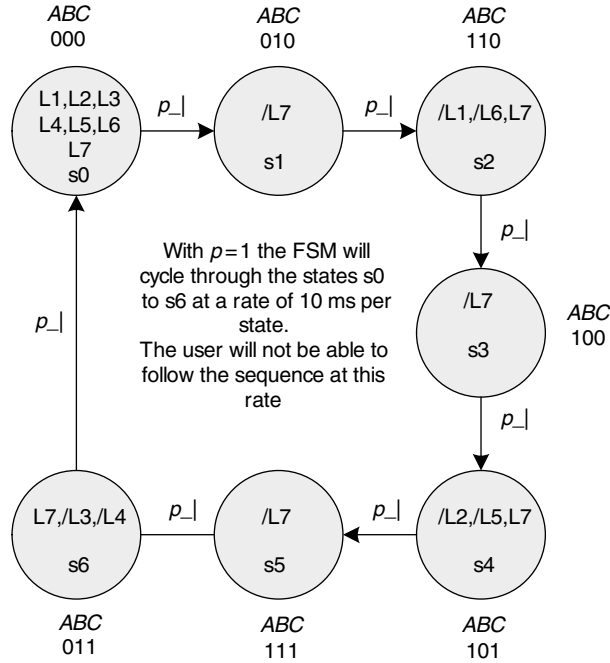 ABC
000
ABC
010
ABC
110
L1,L2,L3
L4,L5,L6
L7
s0
p_|
/L7
s1
p_|
/L1,/L6,L7
s2
p_|
With p=1 the FSM will
cycle through the states s0
to s6 at a rate of 10 ms per
state.
The user will not be able to
follow the sequence at this
rate
/L7
s3
ABC
100
p_|
p_|
L7,/L3,/L4
s6
p_|
/L7
s5
p_|
/L2,/L5,L7
s4
ABC
011
ABC
111
ABC
101